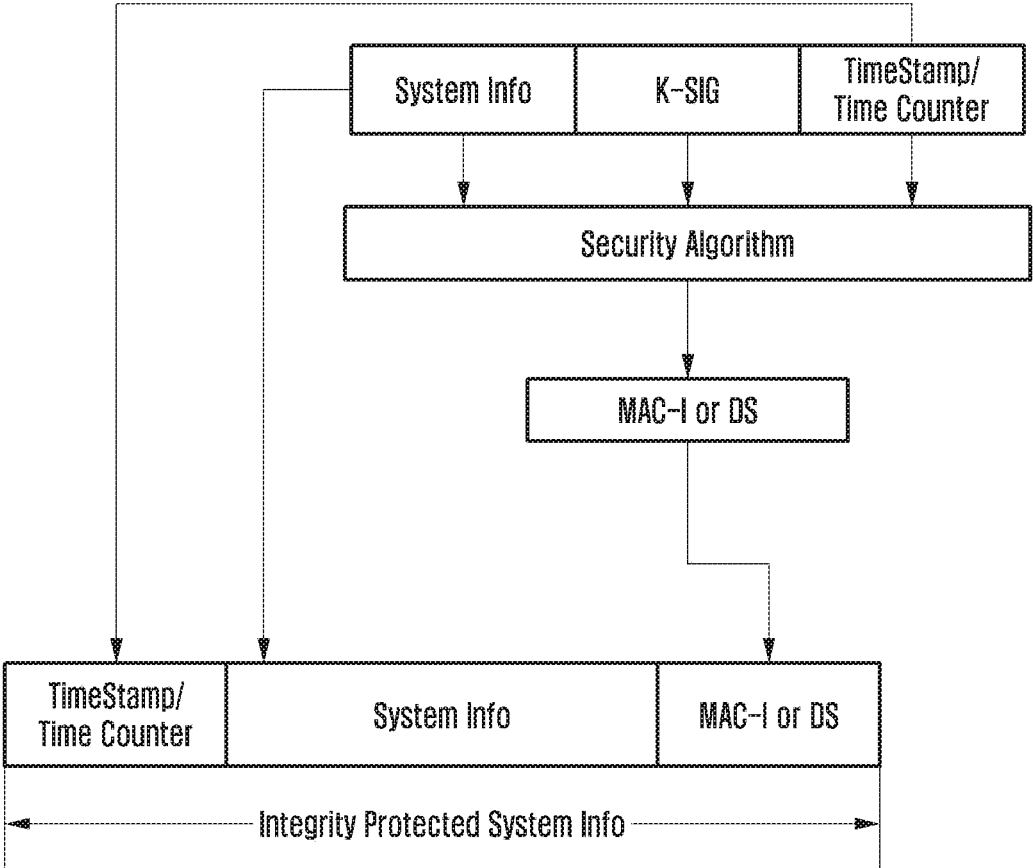 System Info
K-SIG
TimeStamp/
Time Counter
Security Algorithm
MAC-I or DS
TimeStamp/
Time Counter
System Info
MAC-I or DS
Integrity Protected System Info